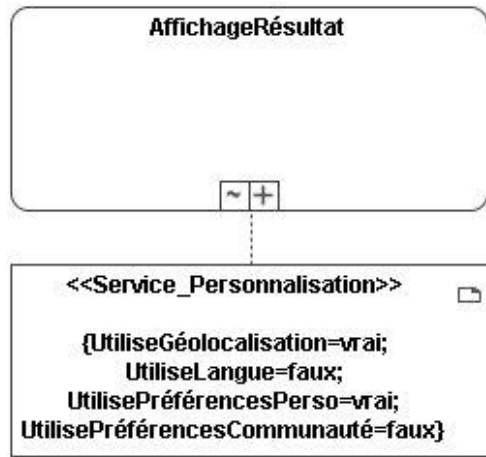 AffichageRésultat
~ +
<<Service_Personnalisation>>
{UtiliseGéolocalisation=vrai;
UtiliseLangue=faux;
UtilisePréférencesPerso=vrai;
UtilisePréférencesCommunauté=faux}